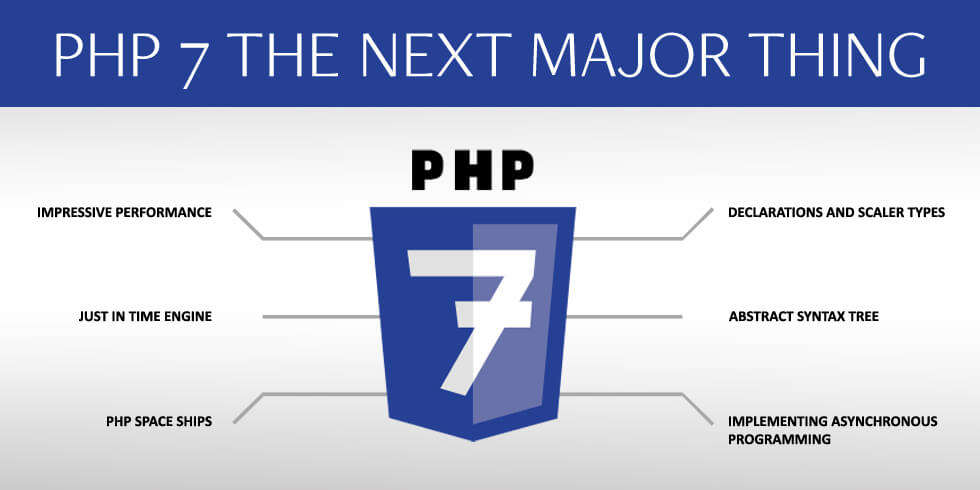 PHP 7 THE NEXT MAJOR THING
PHP
7
IMPRESSIVE PERFORMANCE
JUST IN TIME ENGINE
PHP SPACE SHIPS
DECLARATIONS AND SCALER TYPES
ABSTRACT SYNTAX TREE
IMPLEMENTING ASYNCHRONOUS
PROGRAMMING